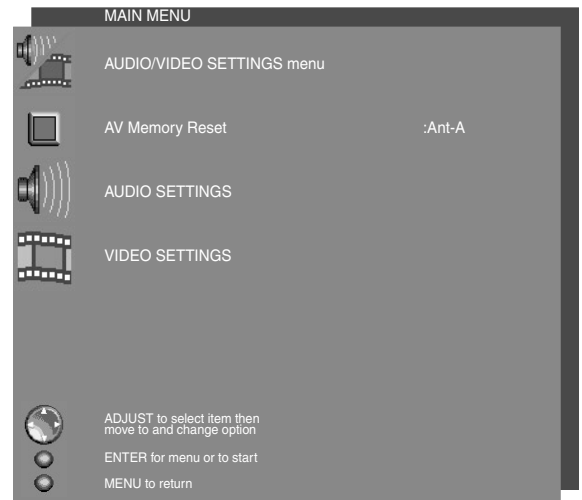 MAIN MENU
AUDIO/VIDEO SETTINGS menu
AV Memory Reset :Ant-A
AUDIO SETTINGS
VIDEO SETTINGS
ADJUST to select item then
move to and change option
ENTER for menu or to start
MENU to return